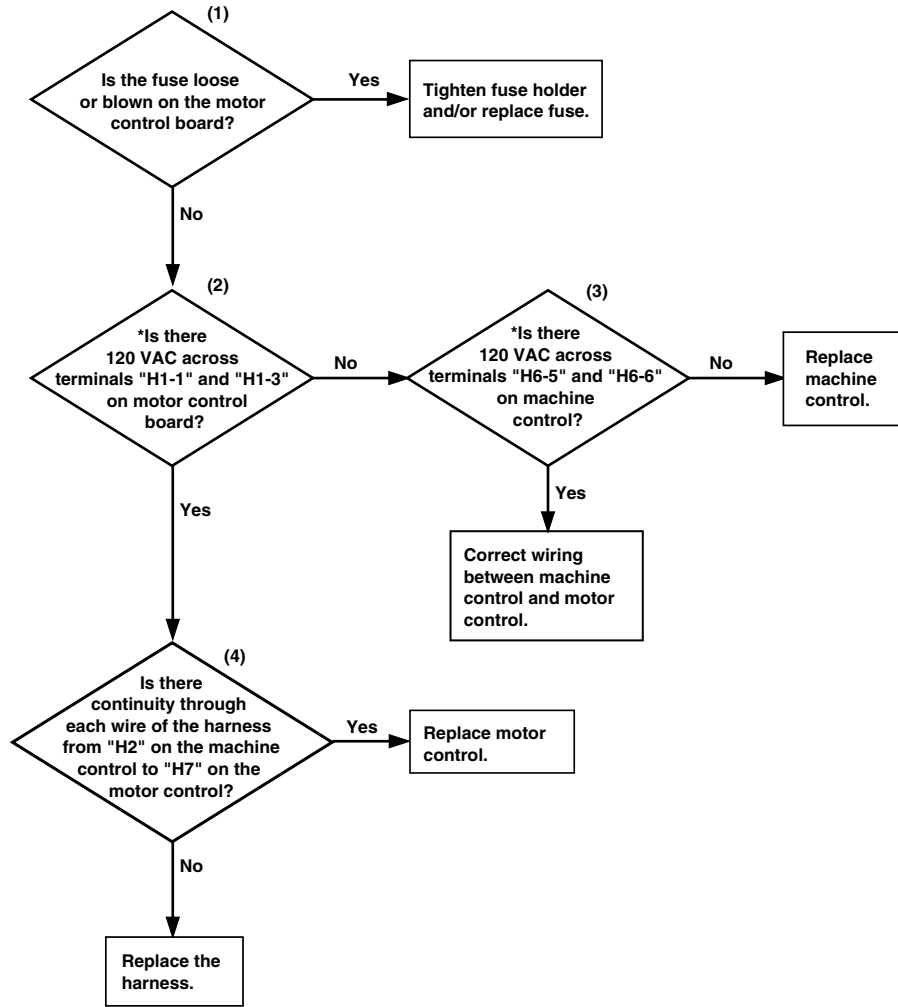 (1)
Is the fuse loose
or blown on the motor
control board?
Yes
Tighten fuse holder
and/or replace fuse.
No
(2)
*Is there
120 VAC across
terminals "H1-1" and "H1-3"
on motor control
board?
No
(3)
*Is there
120 VAC across
terminals "H6-5" and "H6-6"
on machine
control?
No
Replace
machine
control.
Yes
Yes
Correct wiring
between machine
control and motor
control.
(4)
Is there
continuity through
each wire of the harness
from "H2" on the machine
control to "H7" on the
motor control?
Yes
Replace motor
control.
No
Replace the
harness.